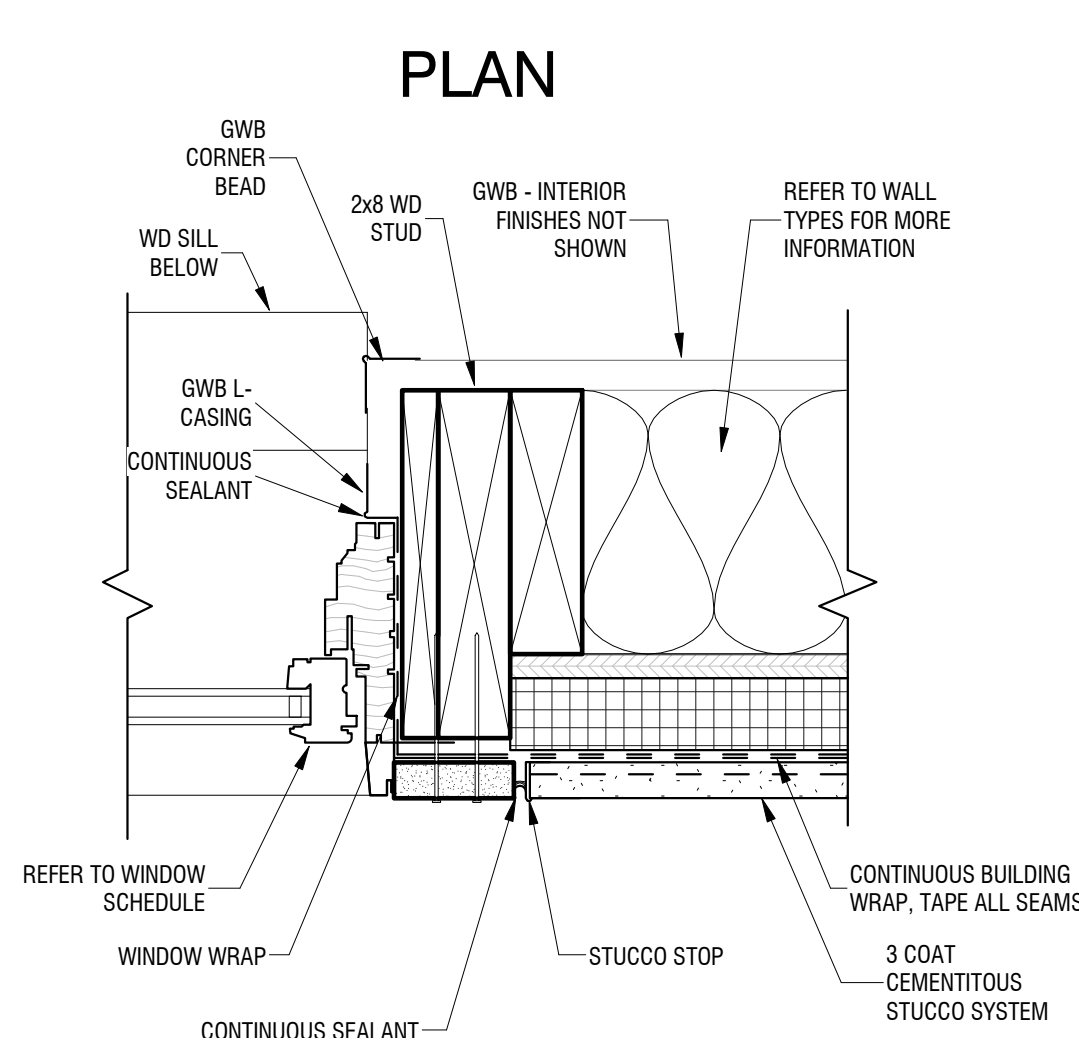 PLAN
GWB
CORNER
BEAD
2x8 WD
STUD
GWB - INTERIOR
FINISHES NOT
SHOWN
REFER TO WALL
TYPES FOR MORE
INFORMATION
WD SILL
BELOW
GWB L-
CASING
CONTINUOUS
SEALANT
REFER TO WINDOW
SCHEDULE
WINDOW WRAP
CONTINUOUS SEALANT
STUCCO STOP
CONTINUOUS BUILDING
WRAP, TAPE ALL SEAMS
3 COAT
CEMENTITOUS
STUCCO SYSTEM